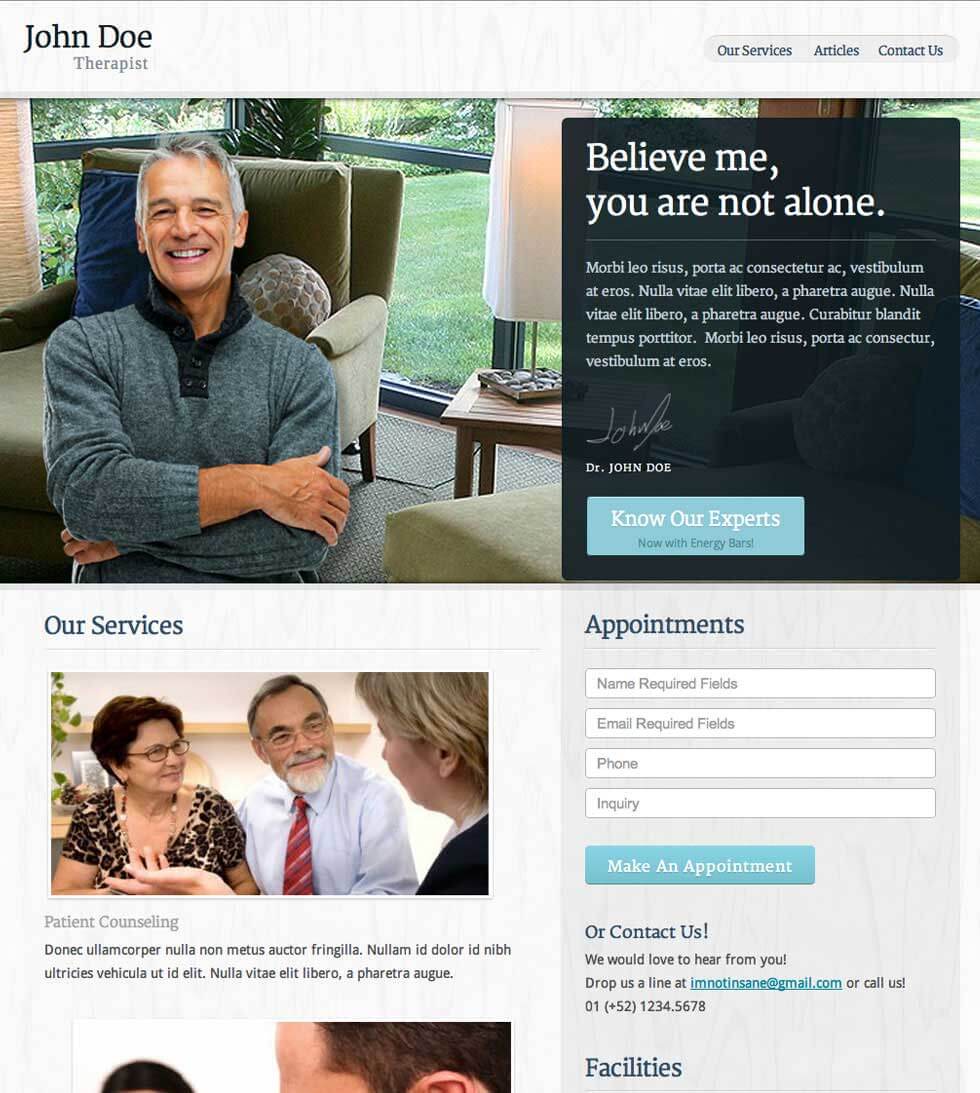 John Doe
Therapist
Our Services
Articles
Contact Us
Believe me,
you are not alone.
Morbi leo risus, porta ac consectetur ac, vestibulum
at eros. Nulla vitae elit libero, a pharetra augue. Nulla
vitae elit libero, a pharetra augue. Curabitur blandit
tempus porttitor.  Morbi leo risus, porta ac consectur,
vestibulum at eros.
John Doe
Dr. JOHN DOE
Know Our Experts
Now with Energy Bars!
Our Services
Patient Counseling
Donec ullamcorper nulla non metus auctor fringilla. Nullam id dolor id nibh
ultricies vehicula ut id elit. Nulla vitae elit libero, a pharetra augue.
Appointments
Name Required Fields
Email Required Fields
Phone
Inquiry
Make An Appointment
Or Contact Us!
We would love to hear from you!
Drop us a line at imnotinsane@gmail.com or call us!
01 (+52) 1234.5678
Facilities